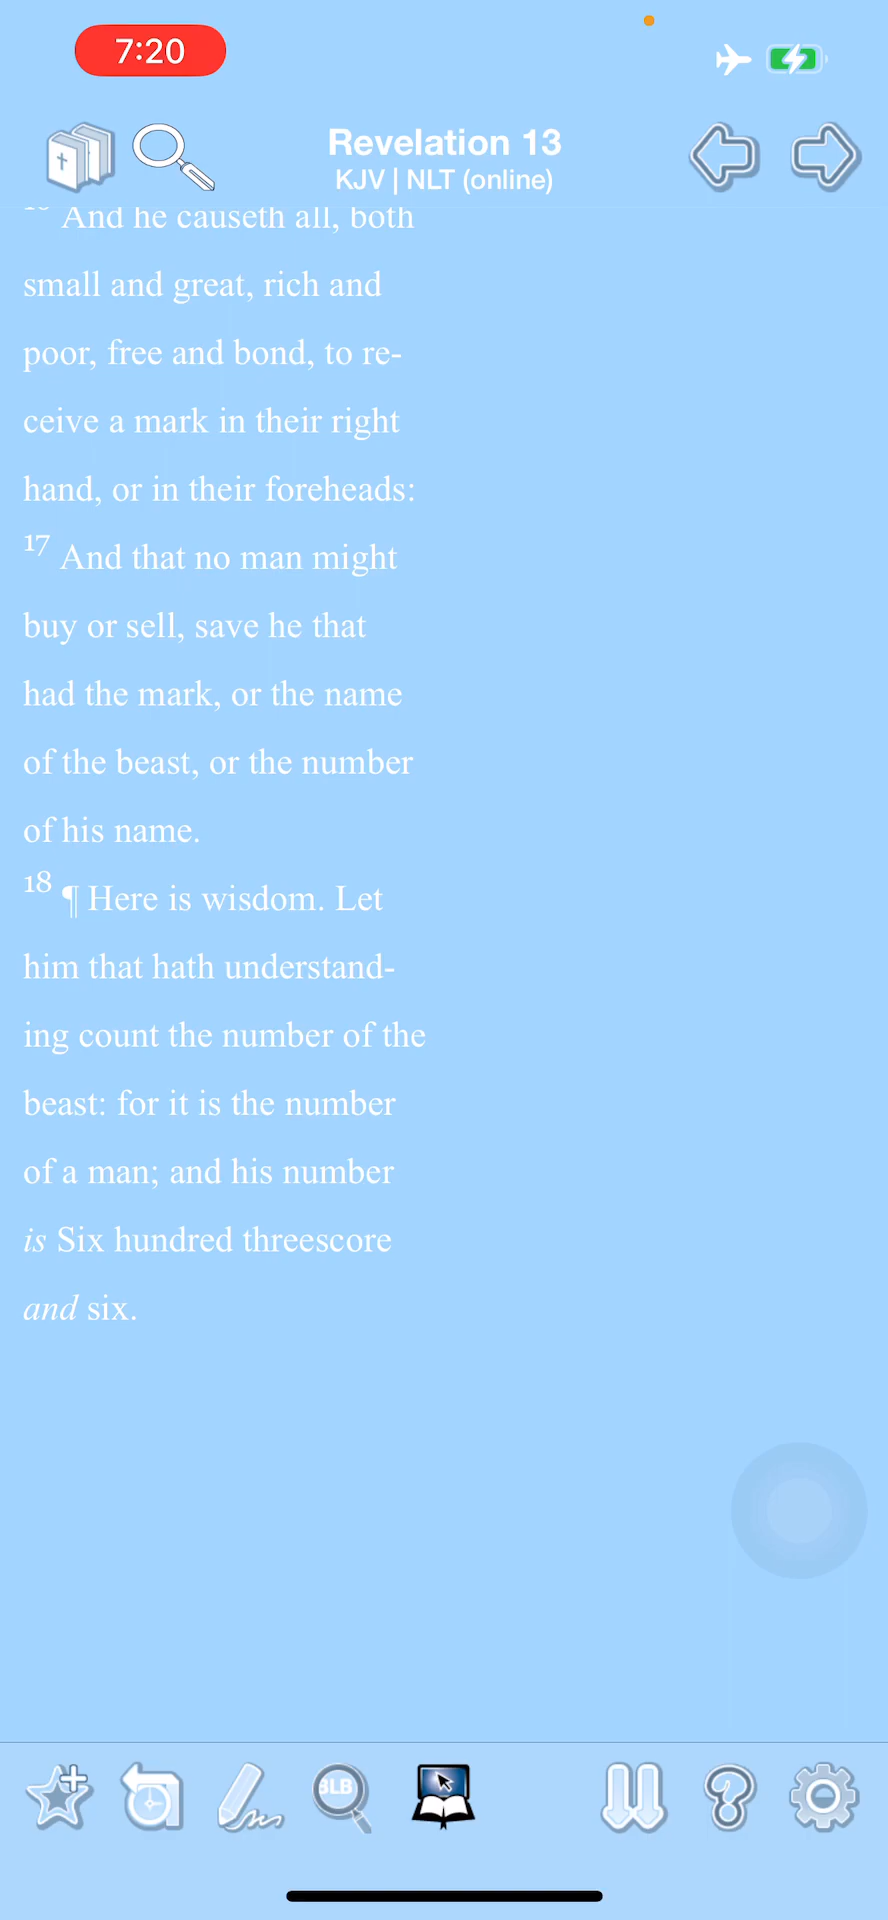 7:20
Revelation 13
KJV | NLT (online)
And he causeth all, both
small and great, rich and
poor, free and bond, to re-
ceive a mark in their right
hand, or in their foreheads:
17 And that no man might
buy or sell, save he that
had the mark, or the name
of the beast, or the number
of his name.
18 ¶ Here is wisdom. Let
him that hath understand-
ing count the number of the
beast: for it is the number
of a man; and his number
is Six hundred threescore
and six.
BLB